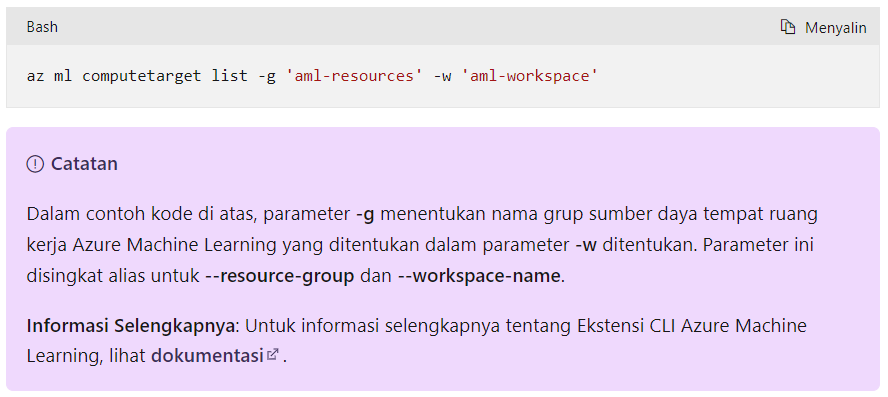 Bash
Menyalin
az ml computetarget list -g 'aml-resources' -w 'aml-workspace'
Catatan
Dalam contoh kode di atas, parameter -g menentukan nama grup sumber daya tempat ruang
kerja Azure Machine Learning yang ditentukan dalam parameter -w ditentukan. Parameter ini
disingkat alias untuk --resource-group dan --workspace-name.
Informasi Selengkapnya: Untuk informasi selengkapnya tentang Ekstensi CLI Azure Machine
Learning, lihat dokumentasi .